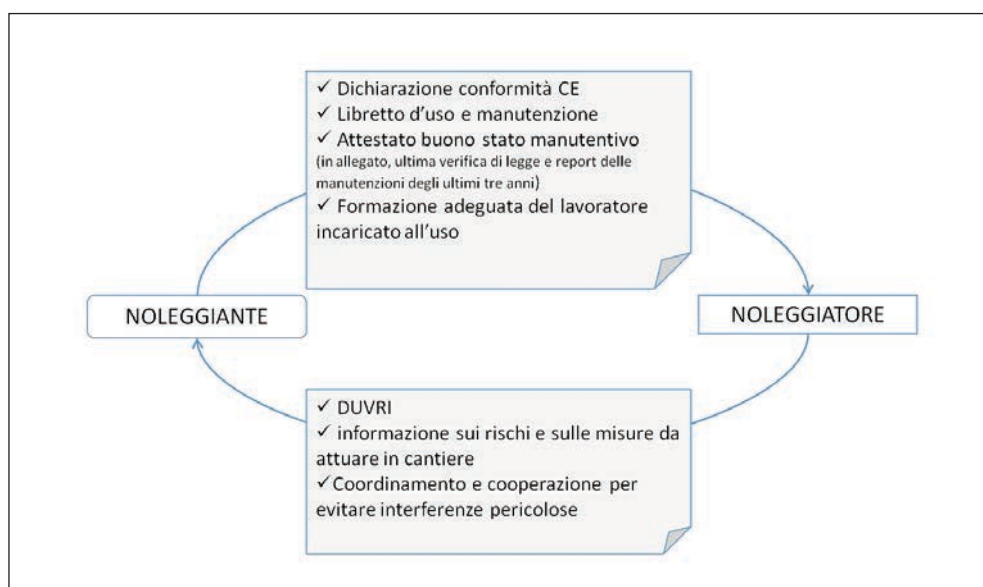 ✓ Dichiarazione conformità CE
✓ Libretto d'uso e manutenzione
✓ Attestato buono stato manutentivo
(in allegato, ultima verifica di legge e report delle
manutenzioni degli ultimi tre anni)
✓ Formazione adeguata del lavoratore
incaricato all'uso
NOLEGGIANTE
NOLEGGIATORE
✓ DUVRI
✓ informazione sui rischi e sulle misure da
attuare in cantiere
✓Coordinamento e cooperazione per
evitare interferenze pericolose